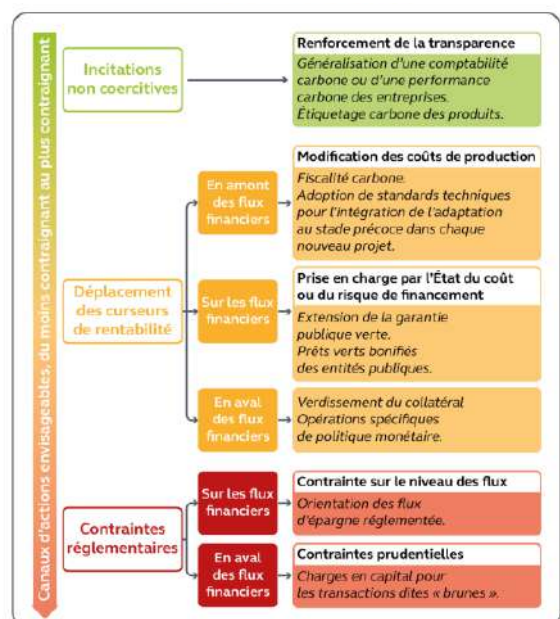 Canaux d'actions envisageables, du moins contraignant au plus contraignant
Incitations
non coercitives
Renforcement de la transparence
Généralisation d'une comptabilité
carbone ou d'une performance
carbone des entreprises.
Étiquetage carbone des produits.
Déplacement
des curseurs
de rentabilité
En amont
des flux
financiers
Modification des coûts de production
Fiscalité carbone.
Adoption de standards techniques
pour l'intégration de l'adaptation
au stade précoce dans chaque
nouveau projet.
Sur les flux
financiers
Prise en charge par l'État du coût
ou du risque de financement
Extension de la garantie
publique verte.
Prêts verts bonifiés
des entités publiques.
En aval
des flux
financiers
Verdissement du collatéral
Opérations spécifiques
de politique monétaire.
Contraintes
réglementaires
Sur les flux
financiers
Contrainte sur le niveau des flux
Orientation des flux
d'épargne réglementée.
En aval
des flux
financiers
Contraintes prudentielles
Charges en capital pour
les transactions dites « brunes ».